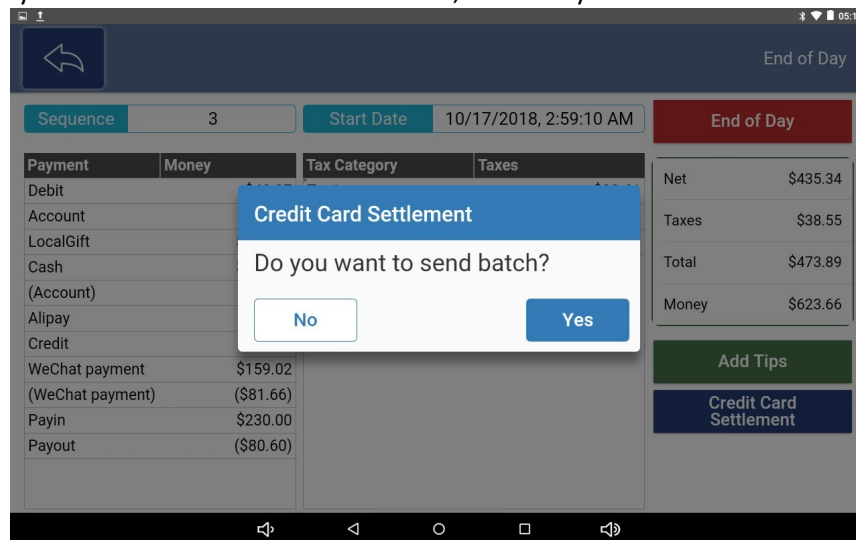 05:1
End of Day
Sequence 3 Start Date 10/17/2018, 2:59:10 AM End of Day
Payment Money Tax Category Taxes
Debit
Account
LocalGift
Cash
(Account)
Alipay
Credit
WeChat payment $159.02
(WeChat payment) ($81.66)
Payin $230.00
Payout ($80.60)
Credit Card Settlement
Do you want to send batch?
No Yes
Net $435.34
Taxes $38.55
Total $473.89
Money $623.66
Add Tips
Credit Card
Settlement